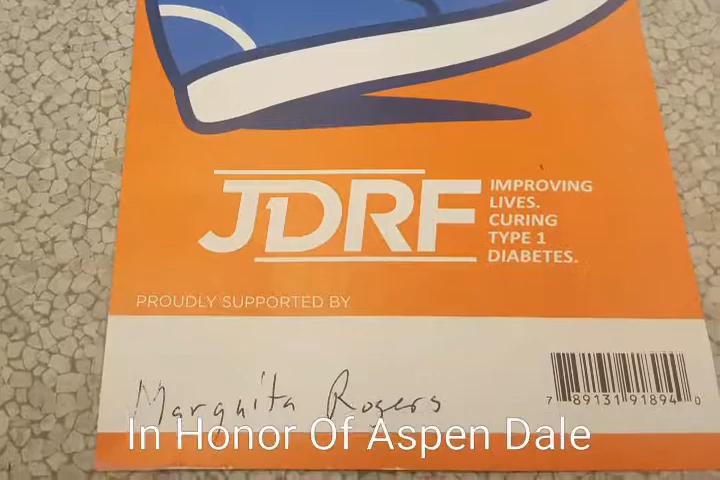 JDRF
IMPROVING
LIVES.
CURING
TYPE 1
DIABETES.
PROUDLY SUPPORTED BY
Marquita Rogers
7 89131 91894 0
In Honor Of Aspen Dale